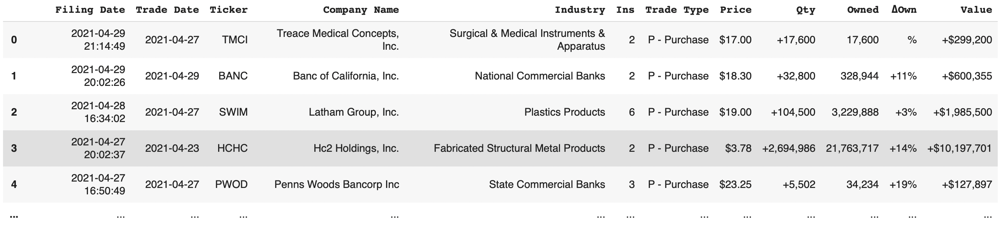 Filing Date Trade Date Ticker Company Name Industry Ins Trade Type Price Qty Owned ΔOwn Value
0 2021-04-29 21:14:49 2021-04-27 TMCI Treace Medical Concepts, Inc. Surgical & Medical Instruments & Apparatus 2 P - Purchase $17.00 +17,600 17,600 % +$299,200
1 2021-04-29 20:02:26 2021-04-29 BANC Banc of California, Inc. National Commercial Banks 2 P - Purchase $18.30 +32,800 328,944 +11% +$600,355
2 2021-04-28 16:34:02 2021-04-27 SWIM Latham Group, Inc. Plastics Products 6 P - Purchase $19.00 +104,500 3,229,888 +3% +$1,985,500
3 2021-04-27 20:02:37 2021-04-23 HCHC Hc2 Holdings, Inc. Fabricated Structural Metal Products 2 P - Purchase $3.78 +2,694,986 21,763,717 +14% +$10,197,701
4 2021-04-27 16:50:49 2021-04-27 PWOD Penns Woods Bancorp Inc State Commercial Banks 3 P - Purchase $23.25 +5,502 34,234 +19% +$127,897
... ... ... ... ... ... ... ... ... ... ... ... ...